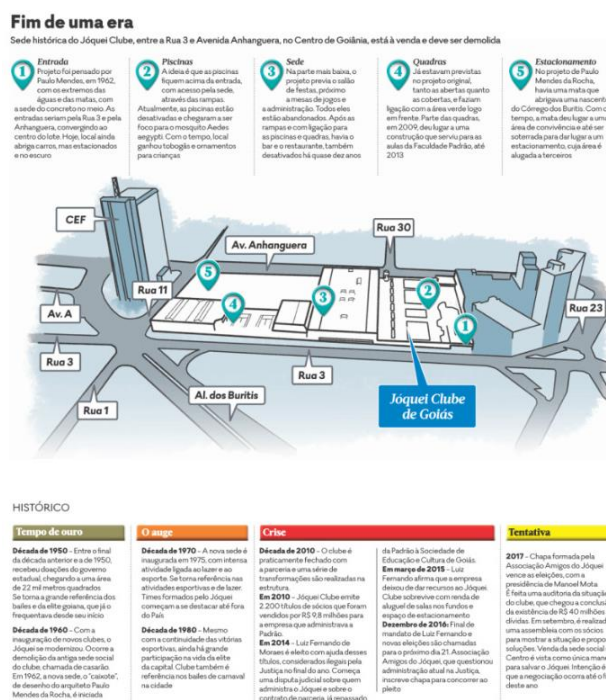 Fim de uma era
Sede histórica do Jóquei Clube, entre a Rua 3 e Avenida Anhanguera, no Centro de Goiânia, está à venda e deve ser demolida
1
Entrada
Projeto foi pensado por
Paulo Mendes, em 1962,
com os extremos das
águas e das matas, com
a sede do concreto no meio. As
entradas seriam pela Rua 3 e pela
Anhanguera, convergindo ao
centro do lote. Hoje, local ainda
abriga carros, mas estacionados
e no escuro
2
Piscinas
A ideia é que as piscinas
fiquem acima da entrada,
com acesso pela sede,
através das rampas.
Atualmente, as piscinas estão
desativadas e chegaram a ser
foco para o mosquito Aedes
aegypti. Com o tempo, local
ganhou tobogãs e ornamentos
para crianças
3
Sede
Na parte mais baixa, o
projeto previa o salão
de festas, próximo
a mesas de jogos e
a administração. Todos eles
estão abandonados. Após as
rampas e com ligação para
as piscinas e quadras, havia o
bar e o restaurante, também
desativados há quase dez anos
4
Quadras
Já estavam previstas
no projeto original,
tanto as abertas quanto
as cobertas, e faziam
ligação com a área verde logo
em frente. Parte das quadras,
em 2009, deu lugar a uma
construção que serviu para as
aulas da Faculdade Padrão, até
2013
5
Estacionamento
No projeto de Paulo
Mendes da Rocha,
havia uma mata que
abrigava uma nascente
do Córrego dos Buritis. Com o
tempo, a mata deu lugar a uma
área de convivência e até ser
soterrada para dar lugar a um
estacionamento, cuja área é
alugada a terceiros
CEF
Av. Anhanguera
Rua 30
Rua 11
5
4
3
2
1
Rua 23
Av. A
Rua 3
Rua 3
Al. dos Buritis
Rua 1
Jóquei Clube
de Goiás
HISTÓRICO
Tempo de ouro
Década de 1950 - Entre o final
da década anterior e a de 1950,
recebeu doações do governo
estadual, chegando a uma área
de 22 mil metros quadrados.
Se torna a grande referência dos
bailes e da elite goiana, que já o
frequentava desde seu início
Década de 1960 - Com a
inauguração de novos clubes, o
Jóquei se modernizou. Ocorre a
demolição da antiga sede social
do clube, chamada de casarão.
Em 1962, a nova sede, o "caixote",
de desenho do arquiteto Paulo
Mendes da Rocha, é iniciada
O auge
Década de 1970 - A nova sede é
inaugurada em 1975, com intensa
atividade ligada ao lazer e ao
esporte. Se torna referência nas
atividades esportivas e de lazer.
Times formados pelo Jóquei
começam a se destacar até fora
do País
Década de 1980 - Mesmo
com a continuidade das vitórias
esportivas, ainda há grande
participação na vida da elite
da capital. Clube também é
referência nos bailes de carnaval
na cidade
Crise
Década de 2010 - O clube é
praticamente fechado com
a parceria e uma série de
transformações são realizadas na
estrutura.
Em 2010 - Jóquei Clube emite
2.200 títulos de sócios que foram
vendidos por R$ 9,8 milhões para
a empresa que administrava a
Padrão
Em 2014 - Luiz Fernando de
Moraes é eleito com ajuda desses
títulos, considerados ilegais pela
Justiça no final do ano. Começa
uma disputa judicial sobre quem
administra o Jóquei e sobre o
contrato de parceria, já repassado
da Padrão à Sociedade de
Educação e Cultura de Goiás.
Em março de 2015 - Luiz
Fernando afirma que a empresa
deixou de dar recursos ao Jóquei.
Clube sobrevive com renda de
aluguel de salas nos fundos e
espaço de estacionamento
Dezembro de 2016: Final de
mandato de Luiz Fernando e
novas eleições são chamadas
para o próximo dia 21. Associação
Amigos do Jóquei, que questionou
administração atual na Justiça,
inscreve chapa para concorrer ao
pleito
Tentativa
2017 - Chapa formada pela
Associação Amigos do Jóquei
vence as eleições, com a
presidência de Manoel Mota
É feita uma auditoria da situação
do clube, que chegou a conclusão
da existência de R$ 40 milhões
dívidas. Em setembro, é realizada
uma assembleia com os sócios
para mostrar a situação e propor
soluções. Venda da sede social
Centro é vista como única maneira
para salvar o Jóquei. Intenção é
que a negociação ocorra até o
deste ano